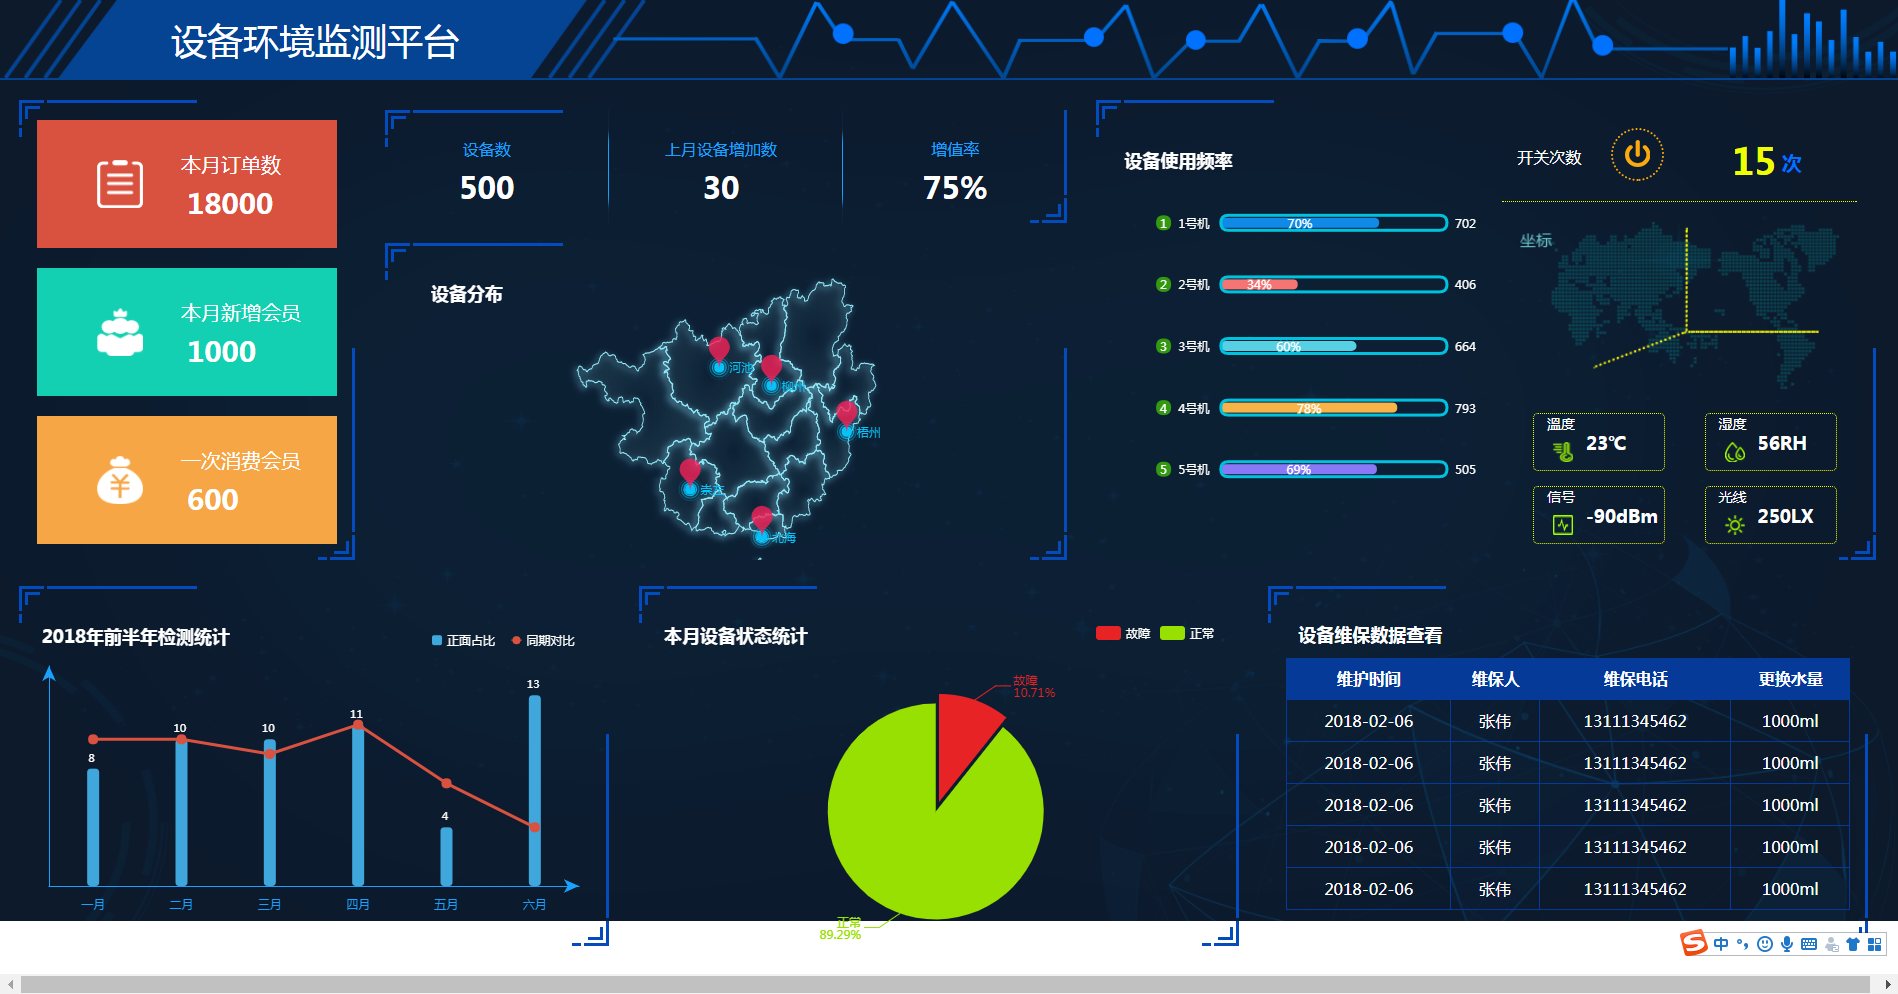 设备环境监测平台
本月订单数
18000
本月新增会员
1000
一次消费会员
600
设备数
500
上月设备增加数
30
增值率
75%
设备分布
河池
柳州
梧州
崇左
北海
设备使用频率
1 1号机 70% 702
2 2号机 34% 406
3 3号机 60% 664
4 4号机 78% 793
5 5号机 69% 505
开关次数 15 次
坐标
温度
23℃
湿度
56RH
信号
-90dBm
光线
250LX
2018年前半年检测统计
正面占比 同期对比
8
10
10
11
4
13
一月 二月 三月 四月 五月 六月
本月设备状态统计
故障 正常
故障
10.71%
正常
89.29%
设备维保数据查看
维护时间 维保人 维保电话 更换水量
2018-02-06 张伟 13111345462 1000ml
2018-02-06 张伟 13111345462 1000ml
2018-02-06 张伟 13111345462 1000ml
2018-02-06 张伟 13111345462 1000ml
2018-02-06 张伟 13111345462 1000ml
S中